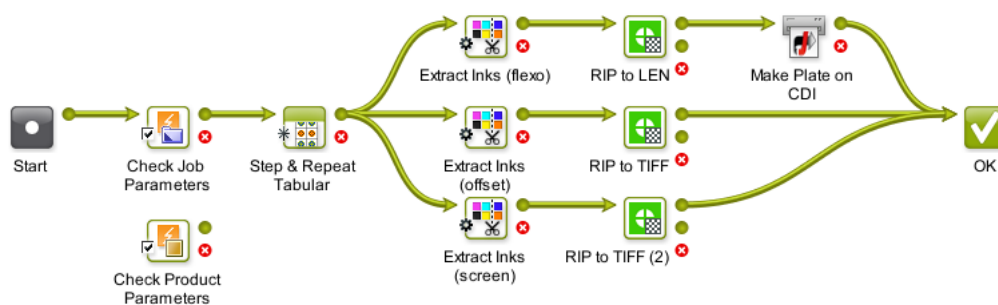 Extract Inks (flexo)
RIP to LEN
Make Plate on
CDI
Start
Check Job
Parameters
Step & Repeat
Tabular
Extract Inks
(offset)
RIP to TIFF
OK
Check Product
Parameters
Extract Inks
(screen)
RIP to TIFF (2)